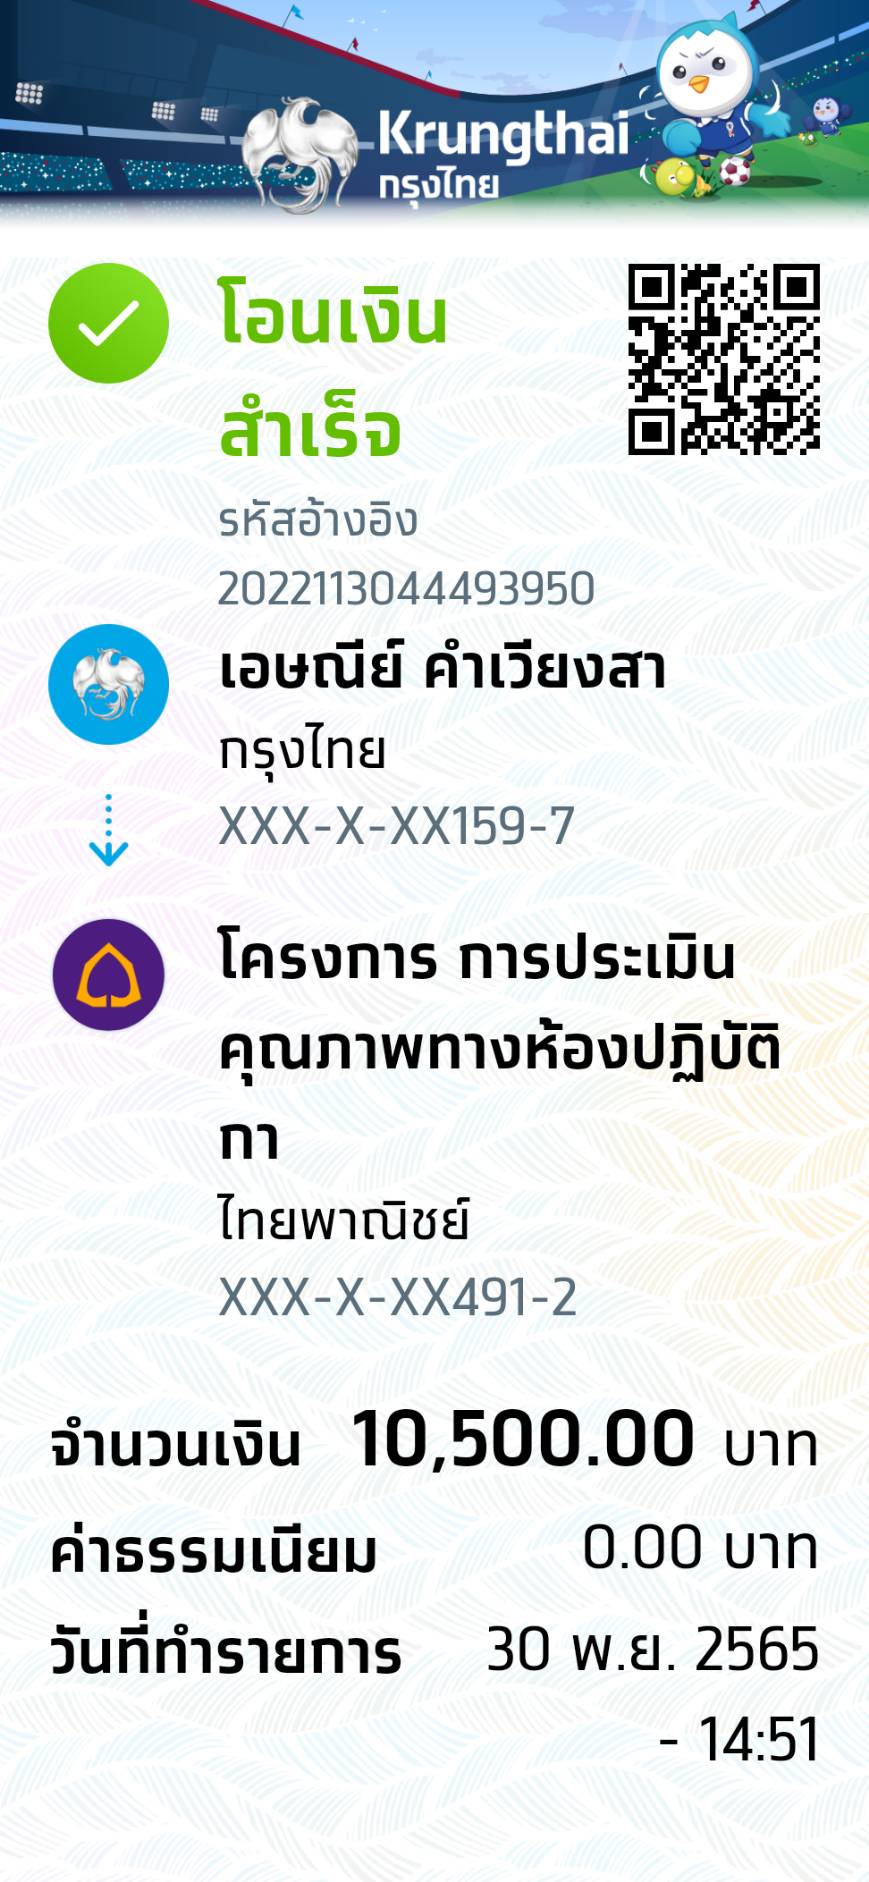 Krungthai
กรุงไทย
โอนเงิน
สำเร็จ
รหัสอ้างอิง
2022113044493950
เอษณีย์ คำเวียงสา
กรุงไทย
XXX-X-XX159-7
โครงการ การประเมิน
คุณภาพทางห้องปฏิบัติ
กา
ไทยพาณิชย์
XXX-X-XX491-2
จำนวนเงิน 10,500.00 บาท
ค่าธรรมเนียม 0.00 บาท
วันที่ทำรายการ 30 พ.ย. 2565
- 14:51